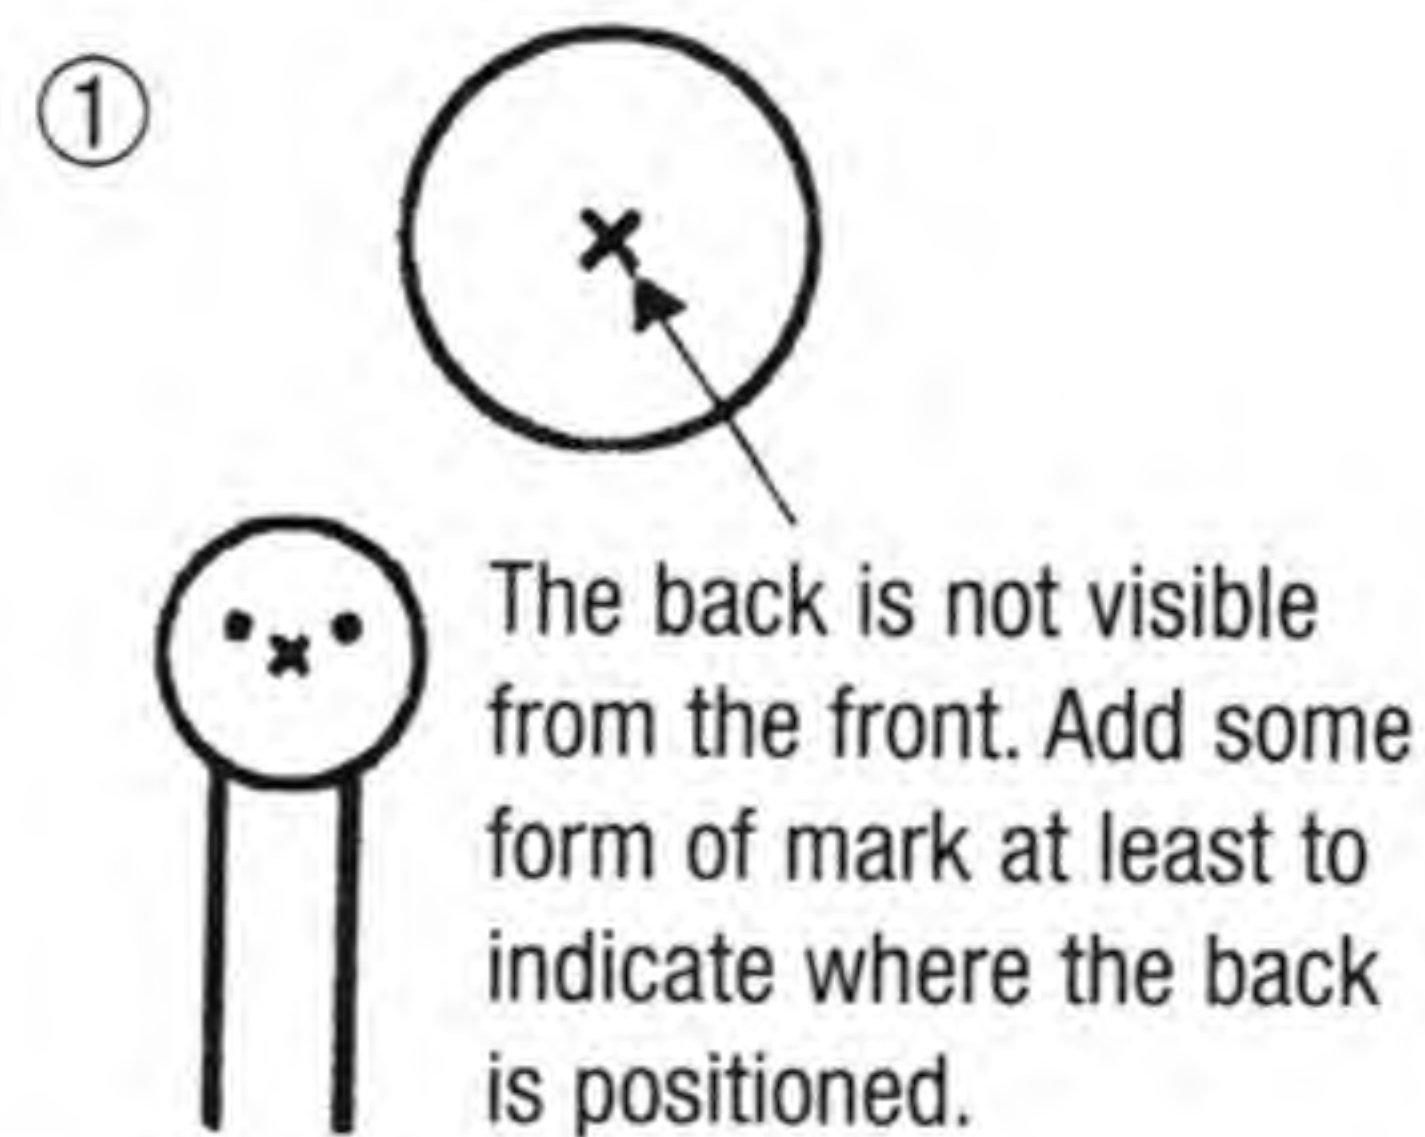 ①
The back is not visible
from the front. Add some
form of mark at least to
indicate where the back
is positioned.